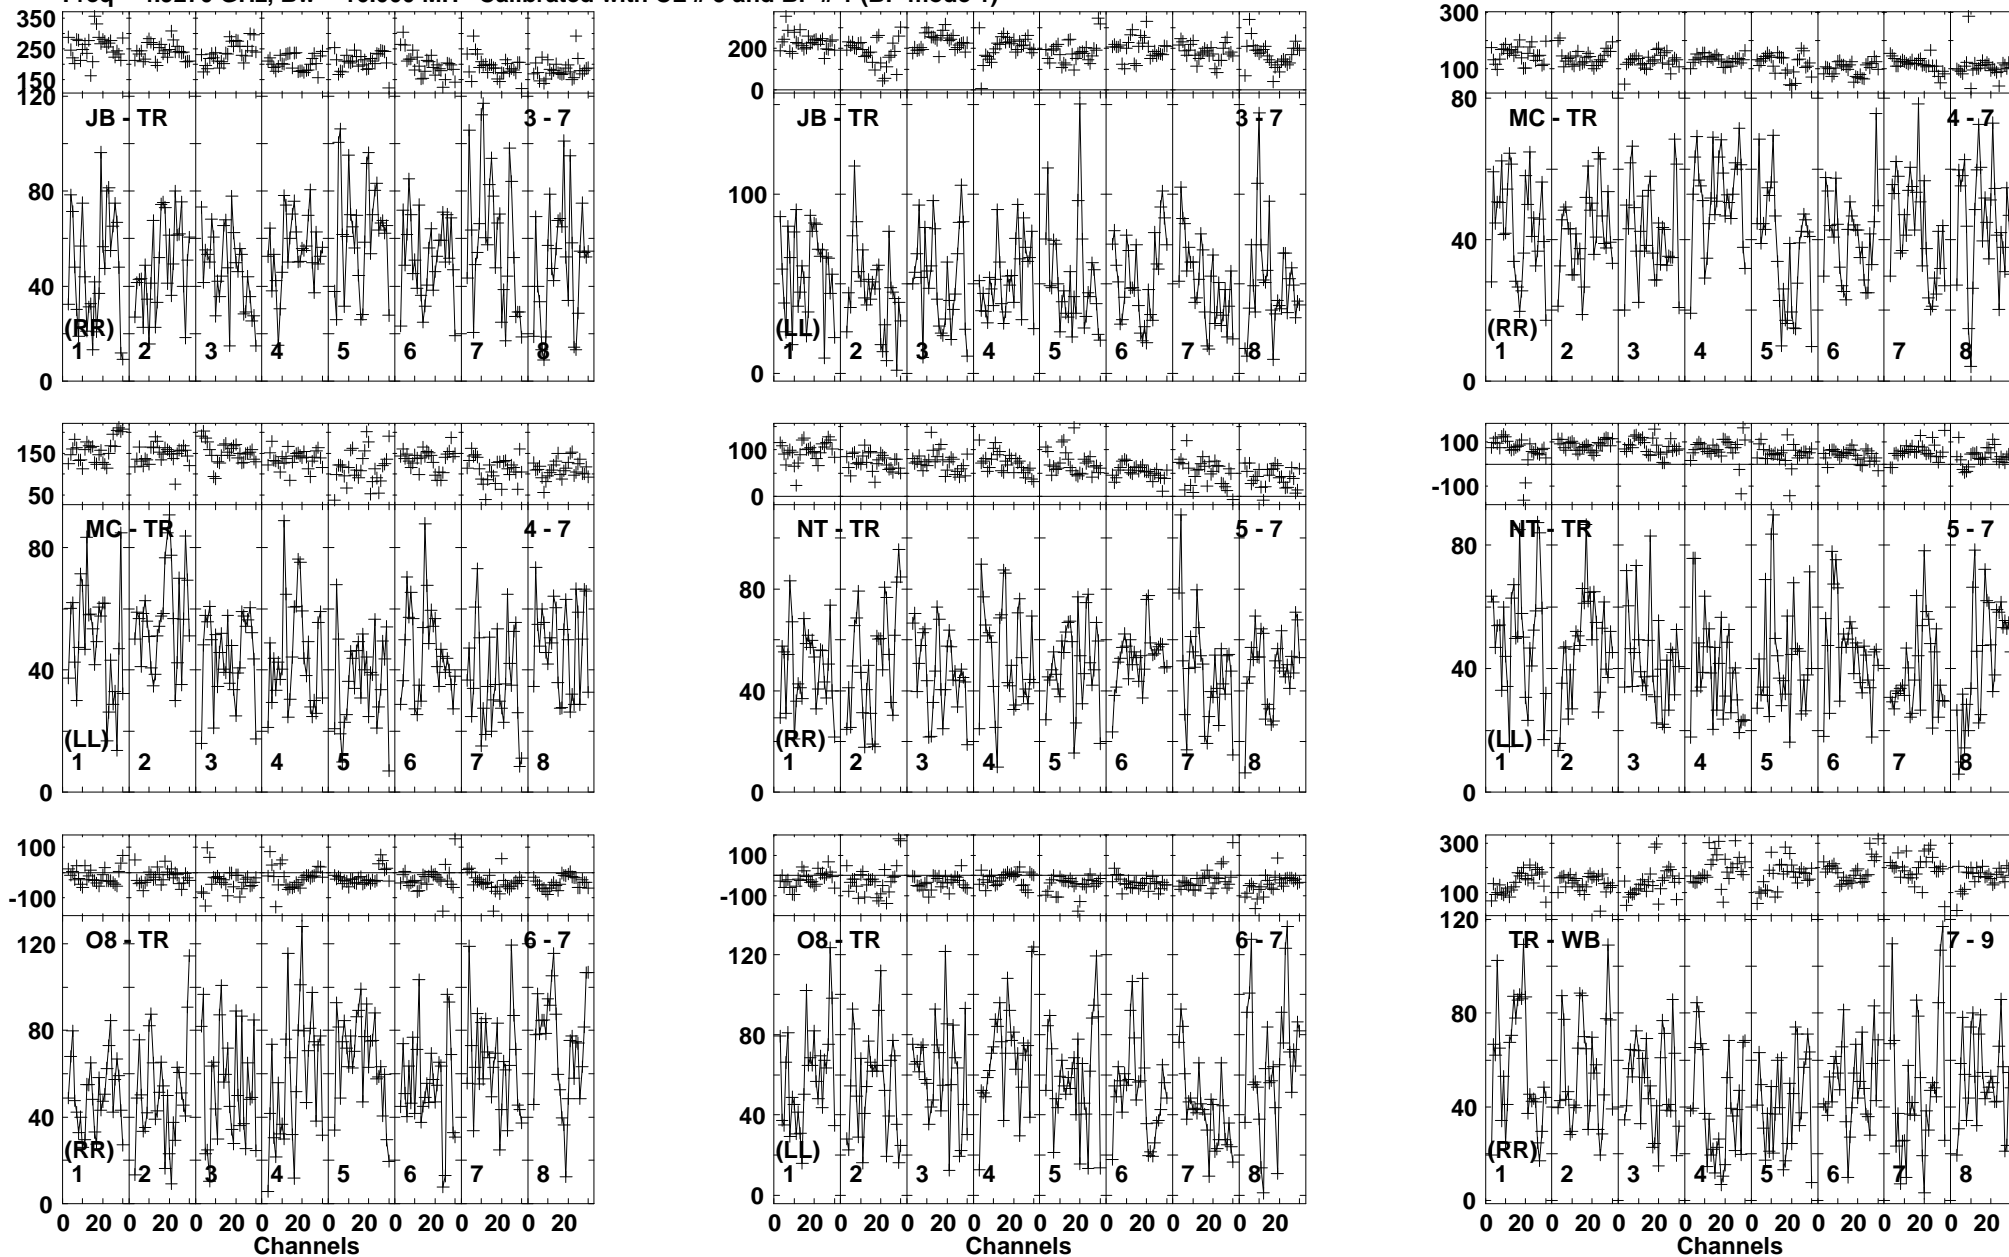 350 250 150 120 80 40 0
JB - TR 3 - 7
(RR)
1 2 3 4 5 6 7 8
200 0 100 0
JB - TR 3 - 7
(LL)
1 2 3 4 5 6 7 8
300 100 80 40 0
MC - TR 4 - 7
(RR)
1 2 3 4 5 6 7 8
150 50 80 40 0
MC - TR 4 - 7
(LL)
1 2 3 4 5 6 7 8
100 0 80 40 0
NT - TR 5 - 7
(RR)
1 2 3 4 5 6 7 8
100 -100 80 40 0
NT - TR 5 - 7
(LL)
1 2 3 4 5 6 7 8
100 -100 120 80 40 0
O8 - TR 6 - 7
(RR)
1 2 3 4 5 6 7 8
0 20 0 20 0 20 0 20 0 20 0 20 0 20 0 20
Channels
100 -100 120 80 40 0
O8 - TR 6 - 7
(LL)
1 2 3 4 5 6 7 8
0 20 0 20 0 20 0 20 0 20 0 20 0 20 0 20
Channels
300 100 120 80 40 0
TR - WB 7 - 9
(RR)
1 2 3 4 5 6 7 8
0 20 0 20 0 20 0 20 0 20 0 20 0 20 0 20
Channels